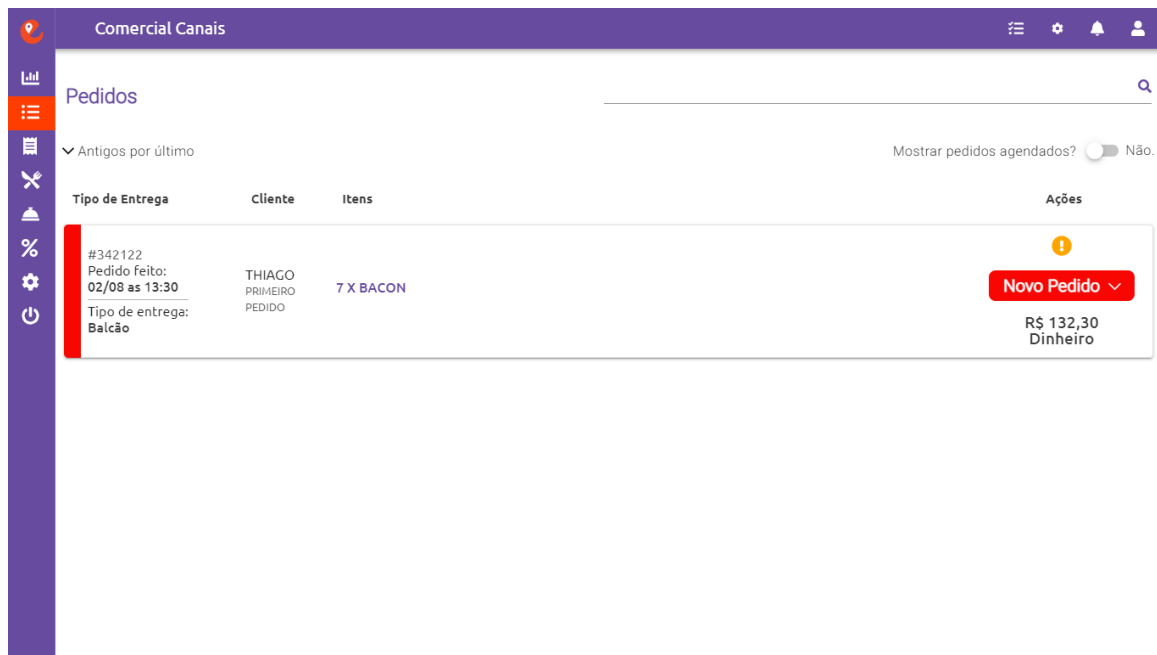 Comercial Canais
Pedidos
Antigos por último
Mostrar pedidos agendados? Não.
Tipo de Entrega Cliente Itens Ações
#342122
Pedido feito:
02/08 as 13:30
Tipo de entrega:
Balcão
THIAGO
PRIMEIRO
PEDIDO
7 X BACON
Novo Pedido
R$ 132,30
Dinheiro